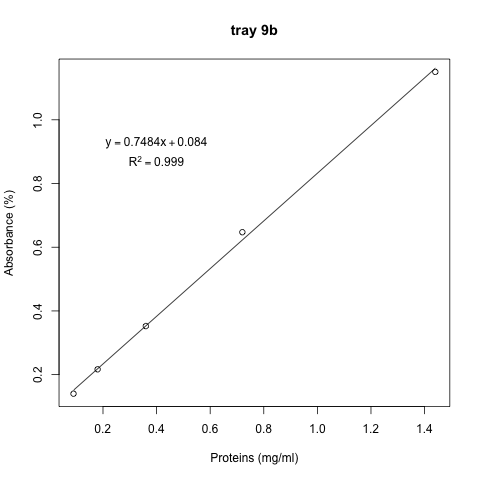 tray 9b
y = 0.7484x + 0.084
R² = 0.999
Absorbance (%)
1.0
0.8
0.6
0.4
0.2
0.2 0.4 0.6 0.8 1.0 1.2 1.4
Proteins (mg/ml)